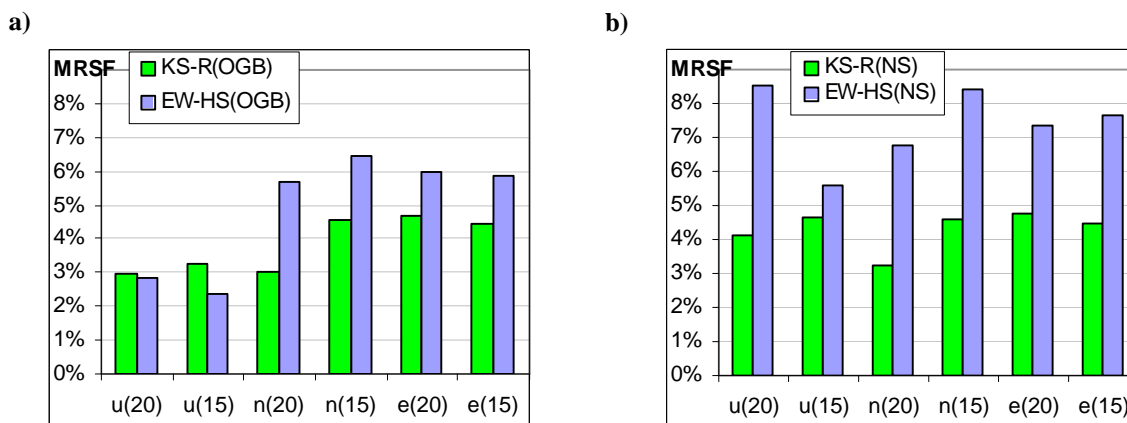 a)
MRSF
KS-R(OGB)
EW-HS(OGB)
8%
7%
6%
5%
4%
3%
2%
1%
0%
u(20) u(15) n(20) n(15) e(20) e(15)
b)
MRSF
KS-R(NS)
EW-HS(NS)
8%
7%
6%
5%
4%
3%
2%
1%
0%
u(20) u(15) n(20) n(15) e(20) e(15)